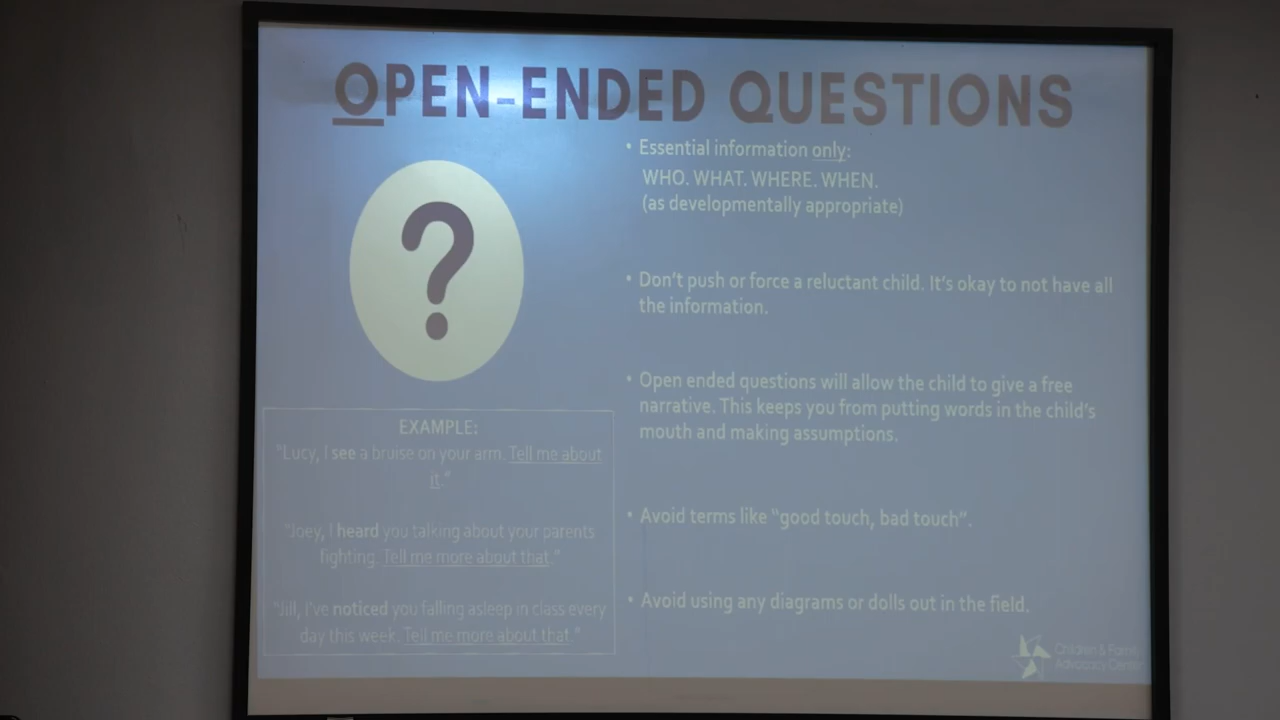 OPEN-ENDED QUESTIONS
• Essential information only:
WHO. WHAT. WHERE. WHEN.
(as developmentally appropriate)
• Don't push or force a reluctant child. It's okay to not have all
the information.
• Open ended questions will allow the child to give a free
narrative. This keeps you from putting words in the child's
mouth and making assumptions.
• Avoid terms like "good touch, bad touch".
• Avoid using any diagrams or dolls out in the field.
?
EXAMPLE:
"Lucy, I see a bruise on your arm. Tell me about
it."
"Joey, I heard you talking about your parents
fighting. Tell me more about that."
"Jill, I've noticed you falling asleep in class every
day this week. Tell me more about that."
Children & Family
Advocacy Center